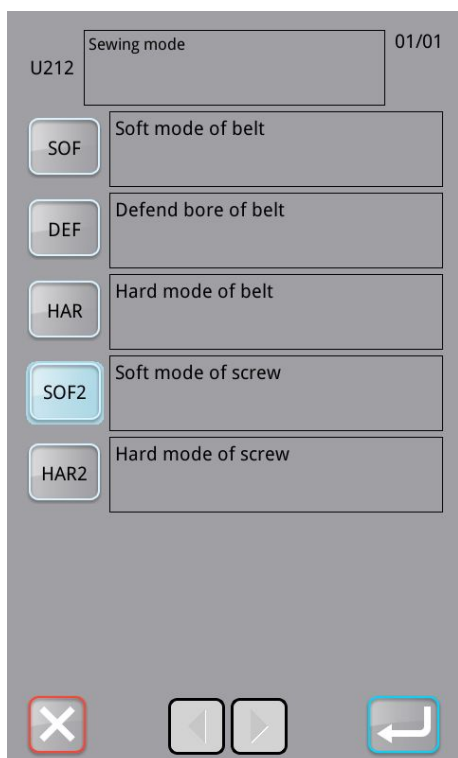 Sewing mode
01/01
U212
SOF
Soft mode of belt
DEF
Defend bore of belt
HAR
Hard mode of belt
SOF2
Soft mode of screw
HAR2
Hard mode of screw